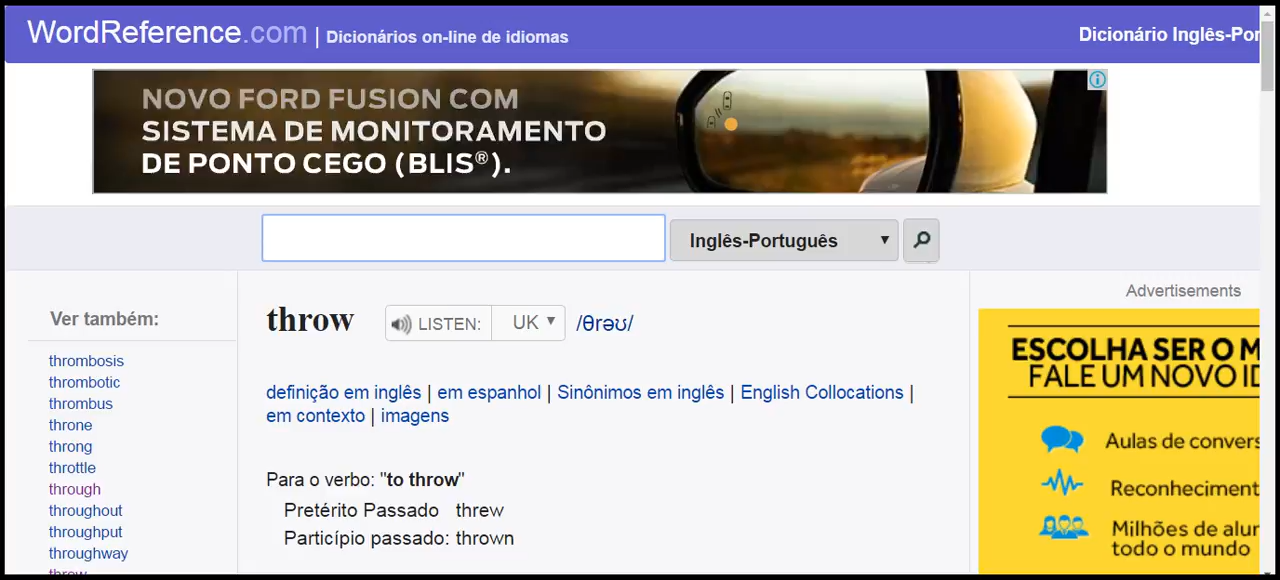 WordReference.com | Dicionários on-line de idiomas
Dicionário Inglês-Por
NOVO FORD FUSION COM
SISTEMA DE MONITORAMENTO
DE PONTO CEGO (BLIS®).
Inglês-Português
Ver também:
thrombosis
thrombotic
thrombus
throne
throng
throttle
through
throughout
throughput
throughway
throw
throw LISTEN: UK /θrəʊ/
definição em inglês | em espanhol | Sinônimos em inglês | English Collocations |
em contexto | imagens
Para o verbo: "to throw"
Pretérito Passado threw
Particípio passado: thrown
Advertisements
ESCOLHA SER O M
FALE UM NOVO ID
Aulas de convers
Reconheciment
Milhões de alur
todo o mundo